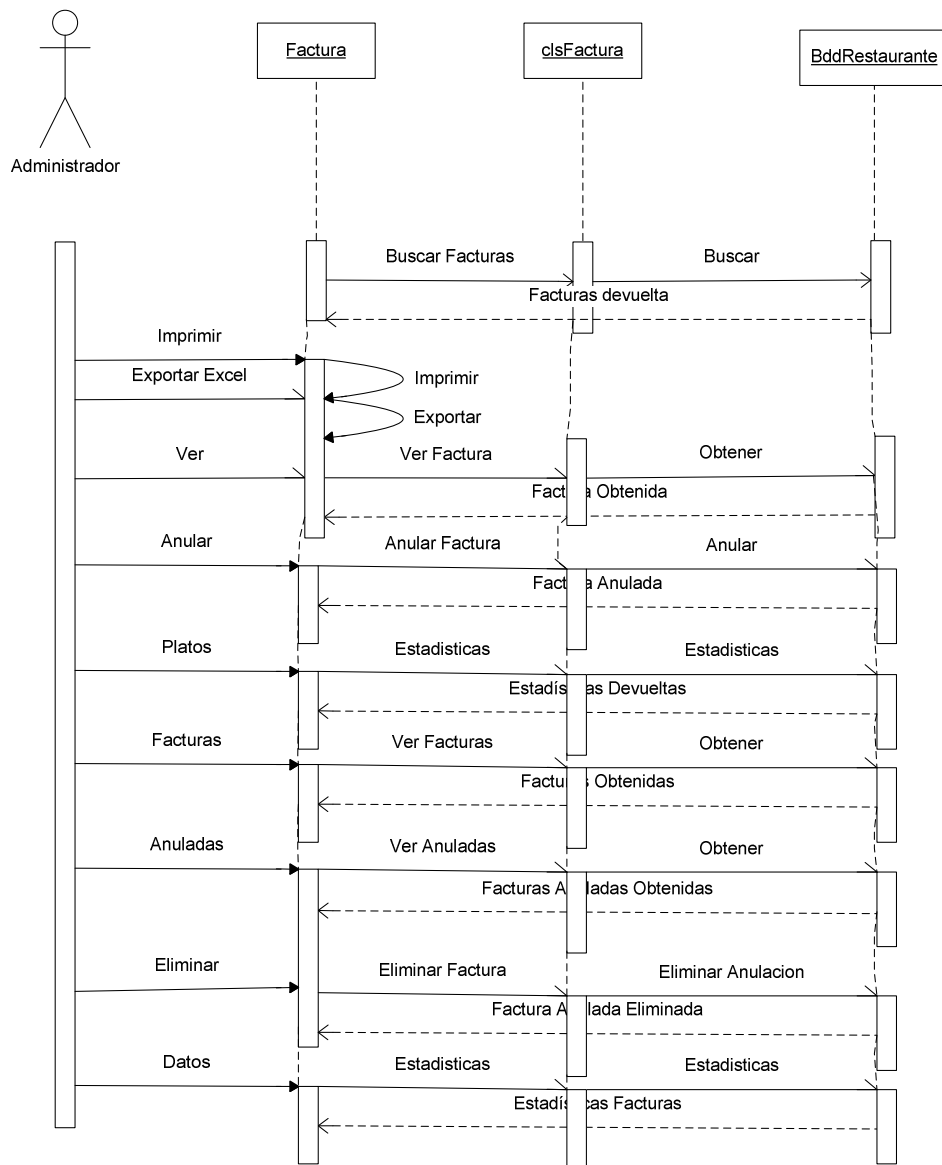 Factura
clsFactura
BddRestaurante
Administrador
Buscar Facturas
Buscar
Facturas devuelta
Imprimir
Imprimir
Exportar Excel
Exportar
Ver
Ver Factura
Obtener
Factura Obtenida
Anular
Anular Factura
Anular
Factura Anulada
Platos
Estadisticas
Estadisticas
Estadísticas Devueltas
Facturas
Ver Facturas
Obtener
Facturas Obtenidas
Anuladas
Ver Anuladas
Obtener
Facturas Anuladas Obtenidas
Eliminar
Eliminar Factura
Eliminar Anulacion
Factura Anulada Eliminada
Datos
Estadisticas
Estadisticas
Estadísticas Facturas